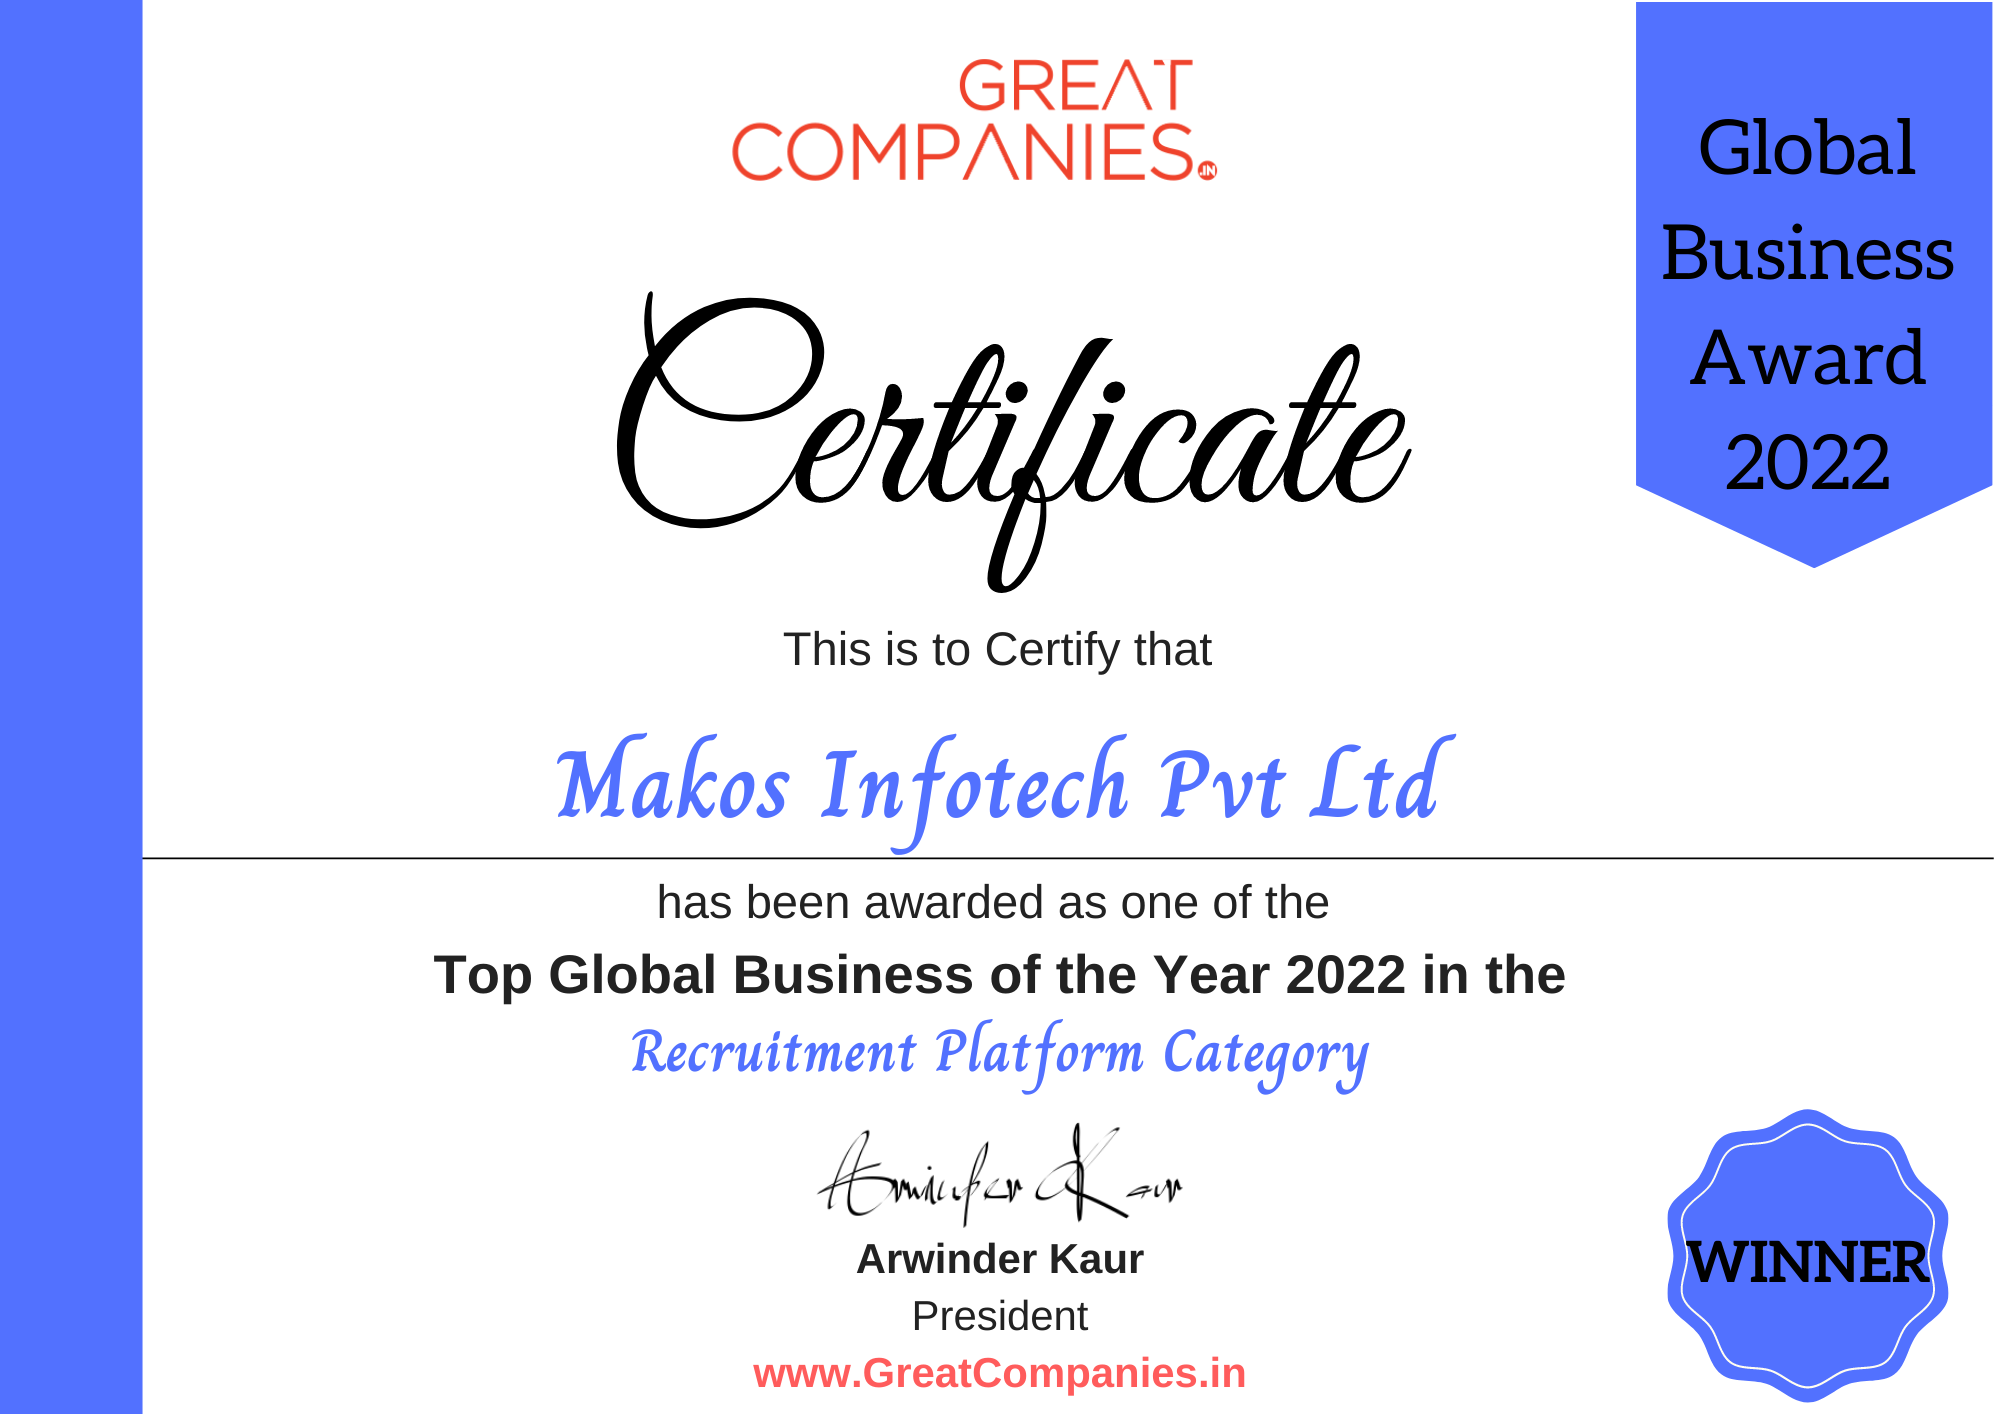 GREAT
COMPANIES.IN
Global
Business
Award
2022
Certificate
This is to Certify that
Makos Infotech Pvt Ltd
has been awarded as one of the
Top Global Business of the Year 2022 in the
Recruitment Platform Category
Arwinder Kaur
Arwinder Kaur
President
www.GreatCompanies.in
WINNER